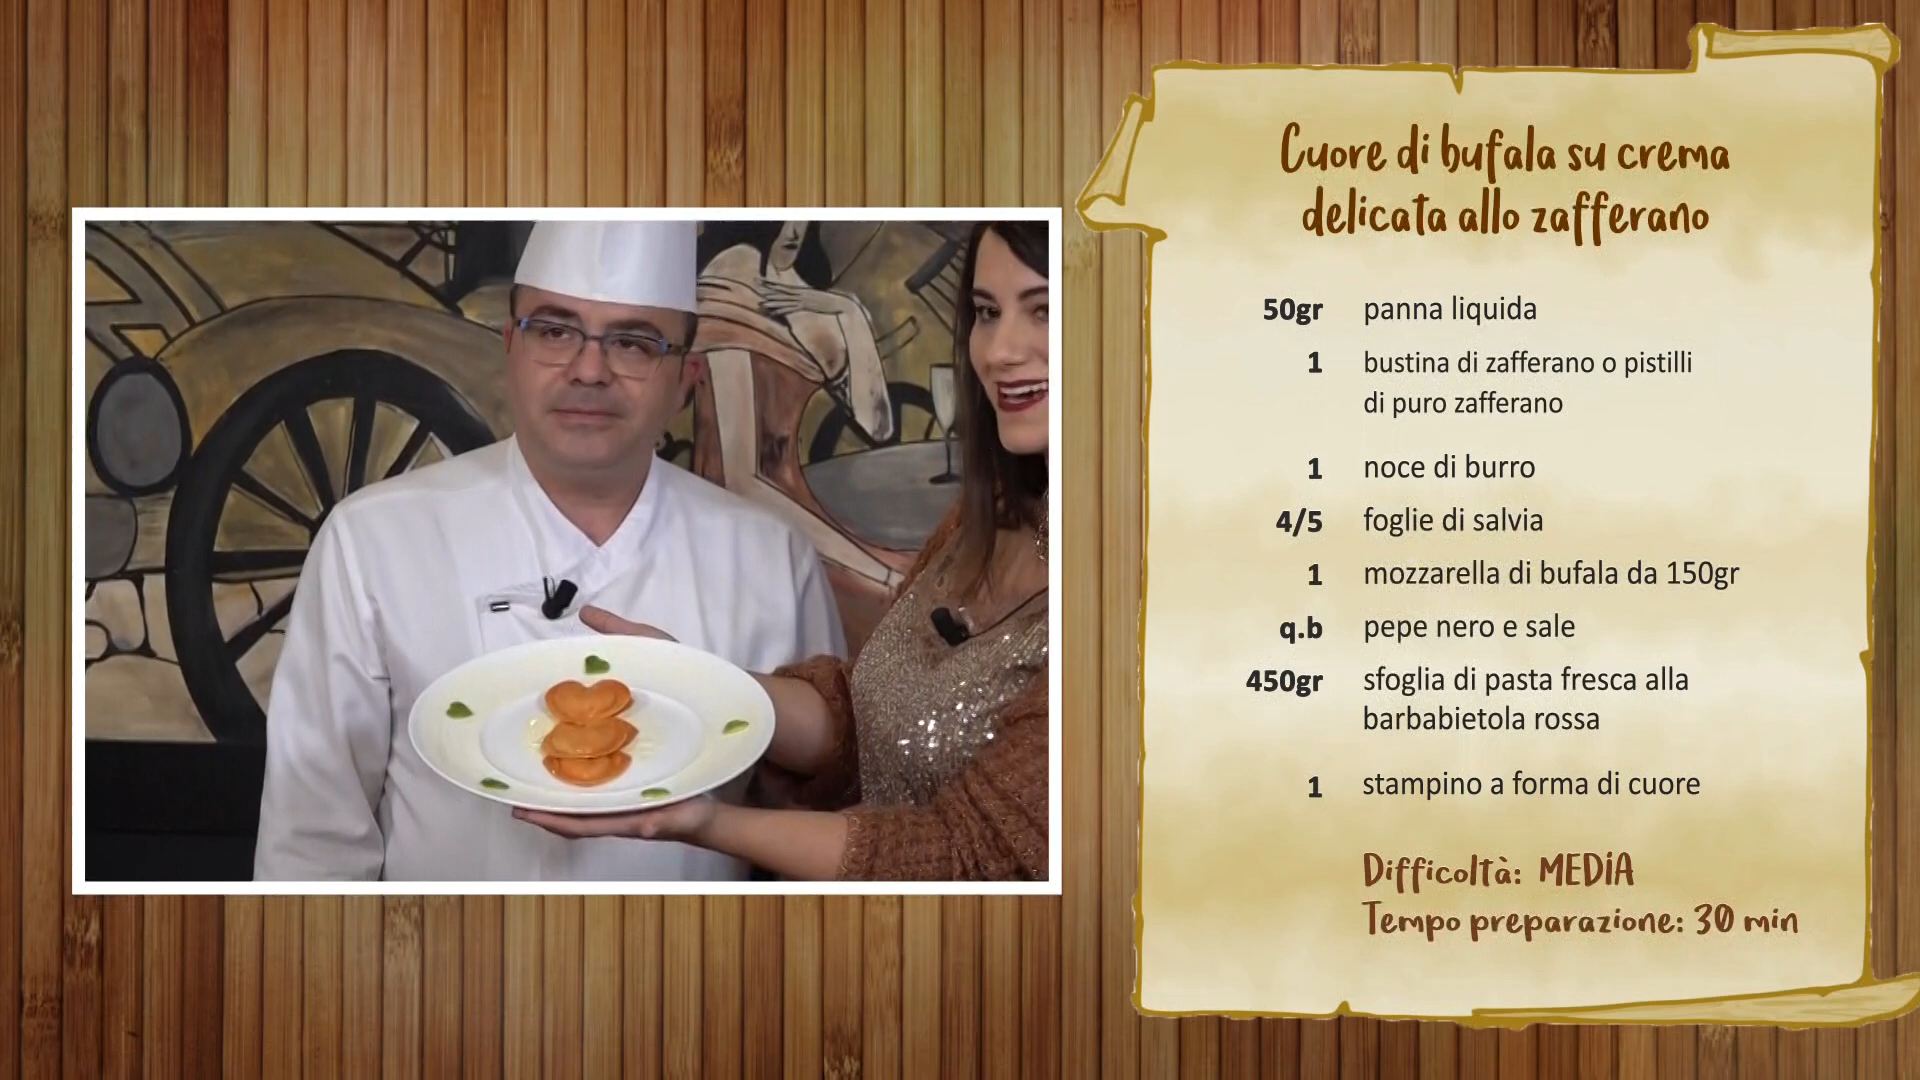 Cuore di bufala su crema
delicata allo zafferano
50gr panna liquida
1 bustina di zafferano o pistilli
di puro zafferano
1 noce di burro
4/5 foglie di salvia
1 mozzarella di bufala da 150gr
q.b pepe nero e sale
450gr sfoglia di pasta fresca alla
barbabietola rossa
1 stampino a forma di cuore
Difficoltà: MEDIA
Tempo preparazione: 30 min